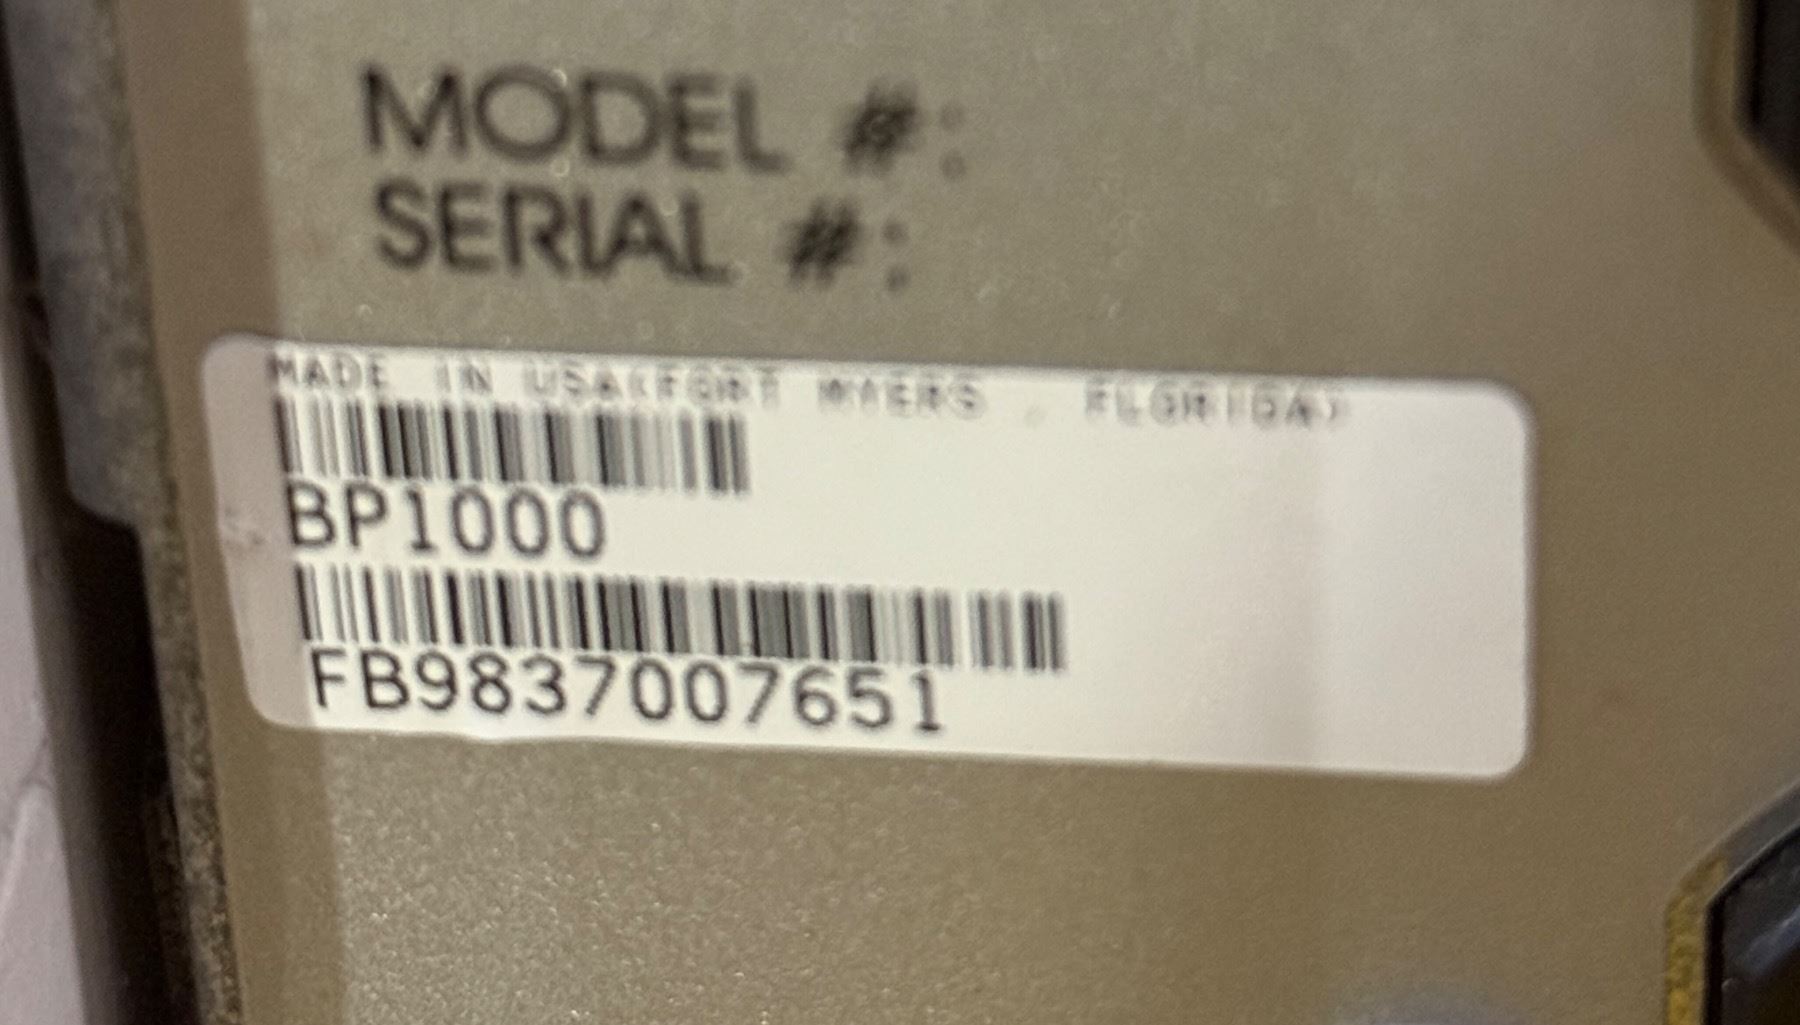 MODEL #:
SERIAL #:
MADE IN USA(FORT MYERS , FLORIDA)
BP1000
FB9837007651